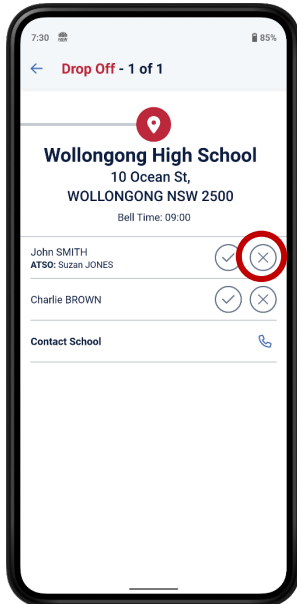 7:30
85%
Drop Off - 1 of 1
Wollongong High School
10 Ocean St,
WOLLONGONG NSW 2500
Bell Time: 09:00
John SMITH
ATSO: Suzan JONES
Charlie BROWN
Contact School